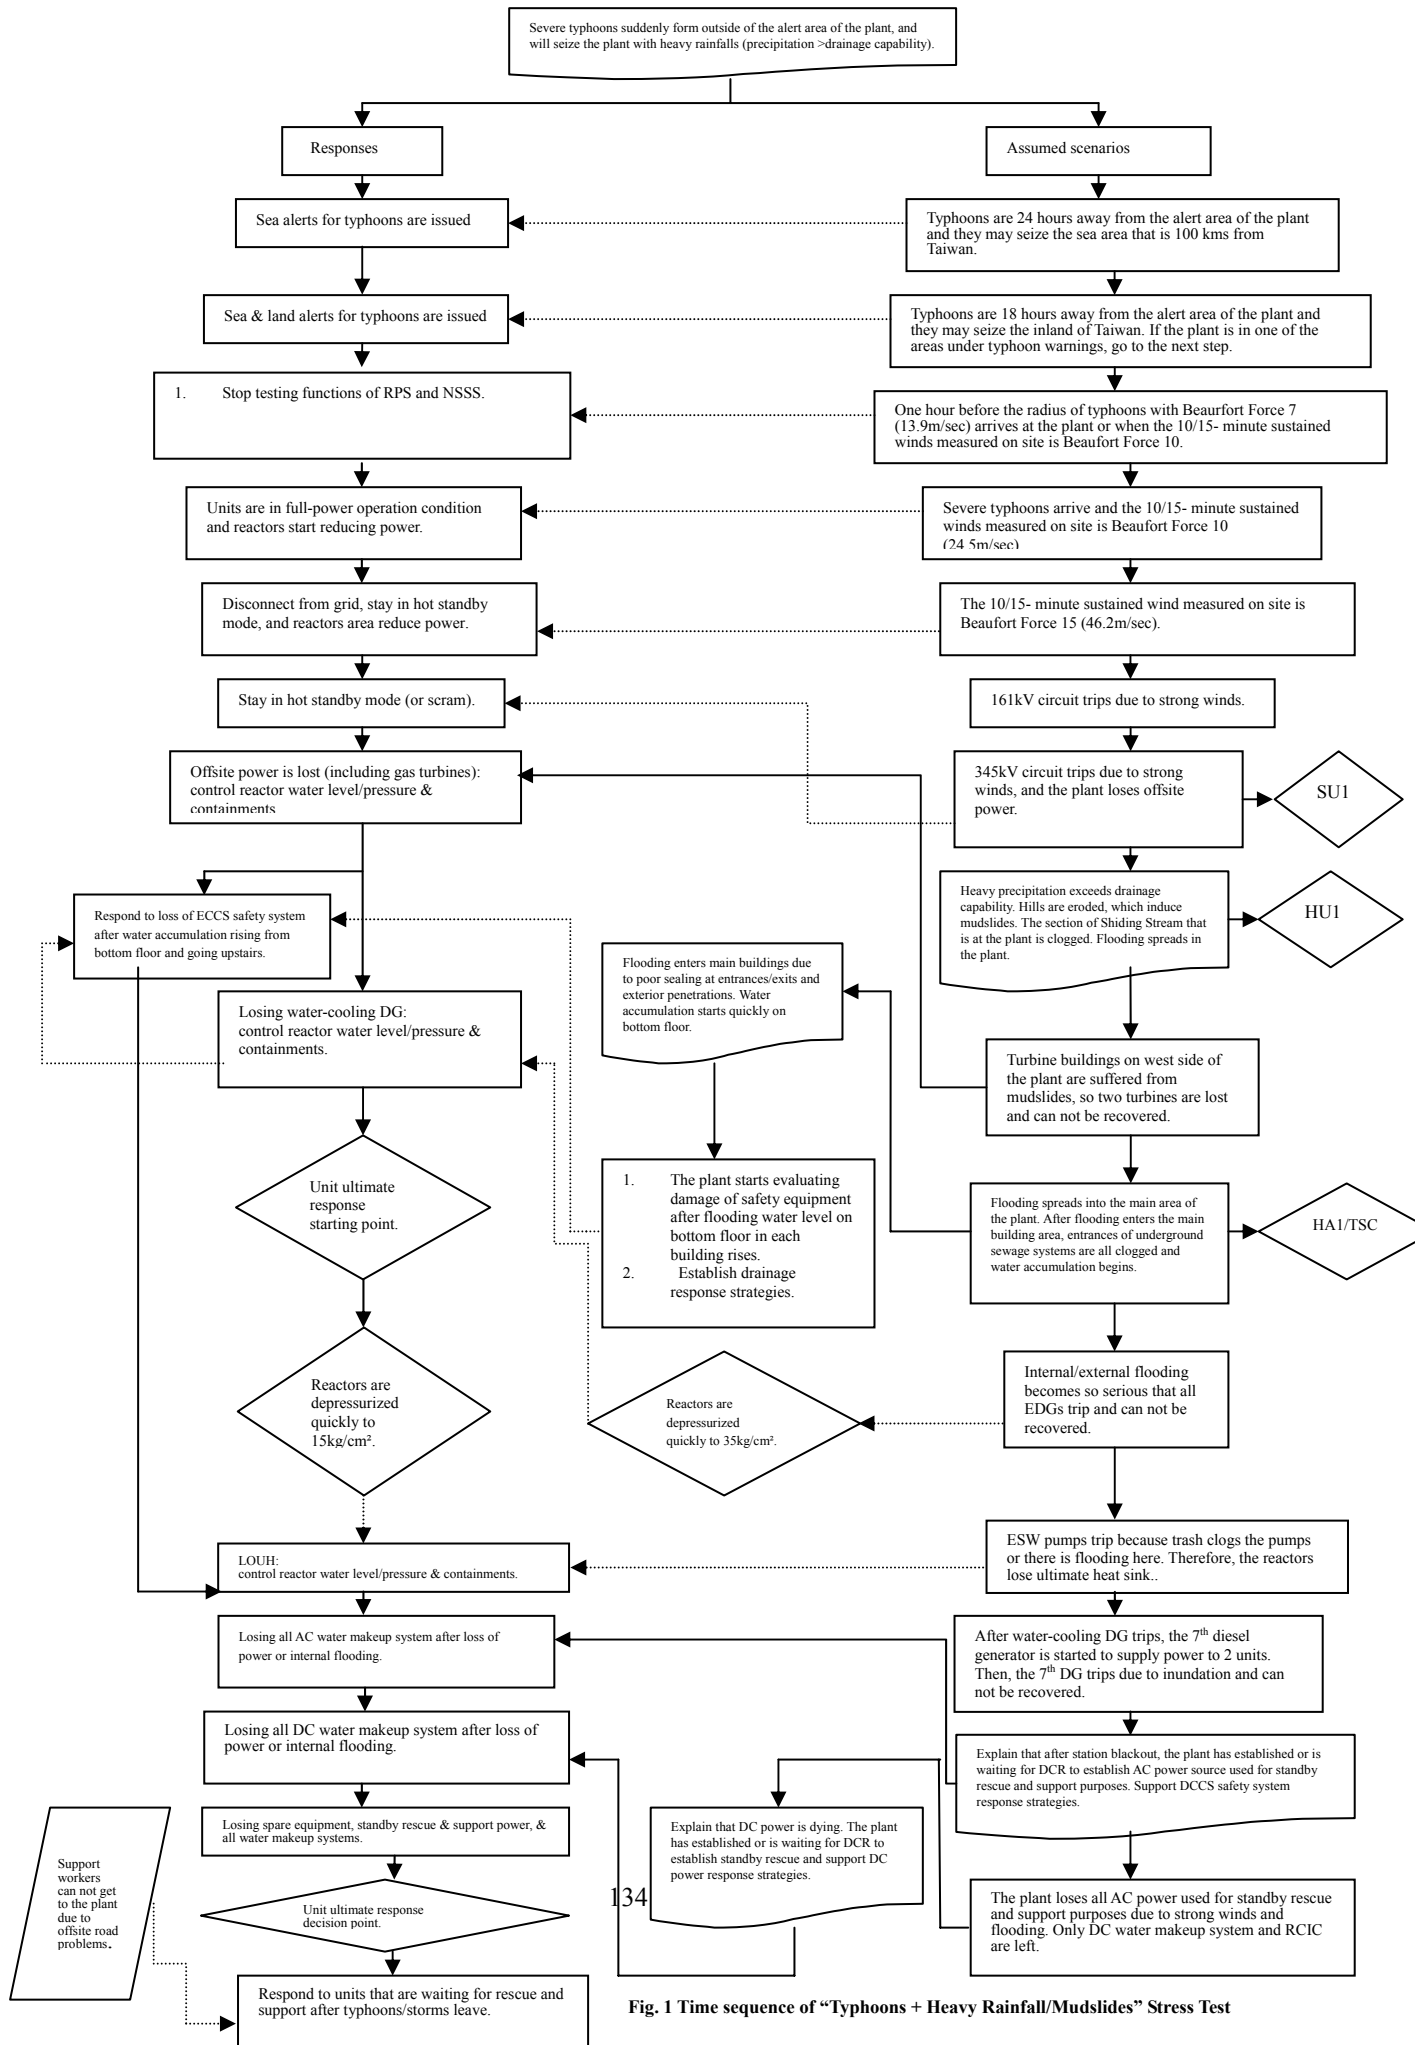 Severe typhoons suddenly form outside of the alert area of the plant, and
will seize the plant with heavy rainfalls (precipitation >drainage capability).
Responses
Assumed scenarios
Sea alerts for typhoons are issued
Typhoons are 24 hours away from the alert area of the plant
and they may seize the sea area that is 100 kms from
Taiwan.
Sea & land alerts for typhoons are issued
Typhoons are 18 hours away from the alert area of the plant and
they may seize the inland of Taiwan. If the plant is in one of the
areas under typhoon warnings, go to the next step.
1. Stop testing functions of RPS and NSSS.
One hour before the radius of typhoons with Beaurfort Force 7
(13.9m/sec) arrives at the plant or when the 10/15- minute sustained
winds measured on site is Beaufort Force 10.
Units are in full-power operation condition
and reactors start reducing power.
Severe typhoons arrive and the 10/15- minute sustained
winds measured on site is Beaufort Force 10
(24.5m/sec)
Disconnect from grid, stay in hot standby
mode, and reactors area reduce power.
The 10/15- minute sustained wind measured on site is
Beaufort Force 15 (46.2m/sec).
Stay in hot standby mode (or scram).
161kV circuit trips due to strong winds.
Offsite power is lost (including gas turbines):
control reactor water level/pressure &
containments
345kV circuit trips due to strong
winds, and the plant loses offsite
power.
SU1
Respond to loss of ECCS safety system
after water accumulation rising from
bottom floor and going upstairs.
Heavy precipitation exceeds drainage
capability. Hills are eroded, which induce
mudslides. The section of Shiding Stream that
is at the plant is clogged. Flooding spreads in
the plant.
HU1
Flooding enters main buildings due
to poor sealing at entrances/exits and
exterior penetrations. Water
accumulation starts quickly on
bottom floor.
Losing water-cooling DG:
control reactor water level/pressure &
containments.
Turbine buildings on west side of
the plant are suffered from
mudslides, so two turbines are lost
and can not be recovered.
Unit ultimate
response
starting point.
1. The plant starts evaluating
damage of safety equipment
after flooding water level on
bottom floor in each
building rises.
2. Establish drainage
response strategies.
Flooding spreads into the main area of
the plant. After flooding enters the main
building area, entrances of underground
sewage systems are all clogged and
water accumulation begins.
HA1/TSC
Reactors are
depressurized
quickly to
15kg/cm².
Reactors are
depressurized
quickly to 35kg/cm².
Internal/external flooding
becomes so serious that all
EDGs trip and can not be
recovered.
LOUH:
control reactor water level/pressure & containments.
ESW pumps trip because trash clogs the pumps
or there is flooding here. Therefore, the reactors
lose ultimate heat sink..
Losing all AC water makeup system after loss of
power or internal flooding.
After water-cooling DG trips, the 7th diesel
generator is started to supply power to 2 units.
Then, the 7th DG trips due to inundation and can
not be recovered.
Losing all DC water makeup system after loss of
power or internal flooding.
Explain that after station blackout, the plant has established or is
waiting for DCR to establish AC power source used for standby
rescue and support purposes. Support DCCS safety system
response strategies.
Losing spare equipment, standby rescue & support power, &
all water makeup systems.
Explain that DC power is dying. The plant
has established or is waiting for DCR to
establish standby rescue and support DC
power response strategies.
Support
workers
can not get
to the plant
due to
offsite road
problems.
Unit ultimate response
decision point.
134
The plant loses all AC power used for standby rescue
and support purposes due to strong winds and
flooding. Only DC water makeup system and RCIC
are left.
Respond to units that are waiting for rescue and
support after typhoons/storms leave.
Fig. 1 Time sequence of “Typhoons + Heavy Rainfall/Mudslides” Stress Test